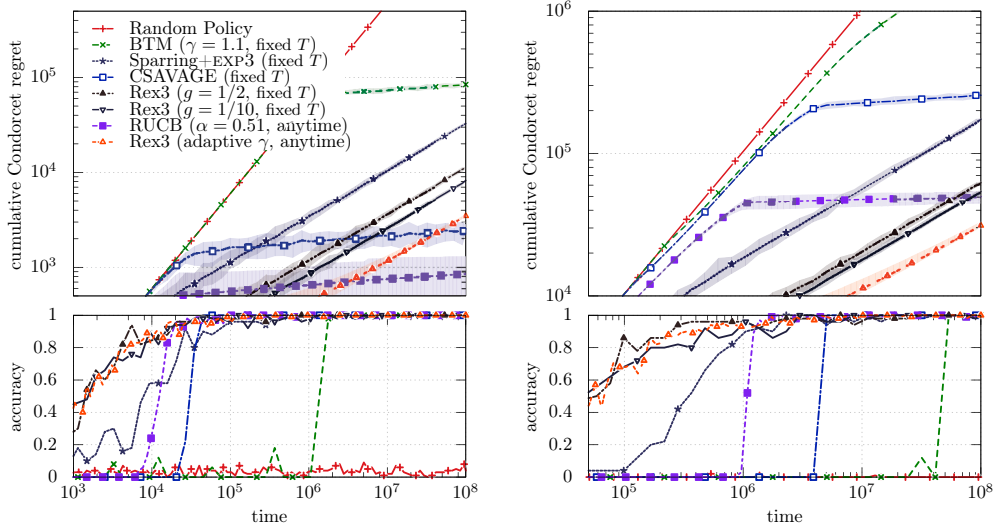 cumulative Condorcet regret
10^5
10^4
10^3
Random Policy
BTM (γ = 1.1, fixed T)
Sparring+EXP3 (fixed T)
CSAVAGE (fixed T)
Rex3 (g = 1/2, fixed T)
Rex3 (g = 1/10, fixed T)
RUCB (α = 0.51, anytime)
Rex3 (adaptive γ, anytime)
accuracy
1
0.8
0.6
0.4
0.2
0
10^3
10^4
10^5
10^6
10^7
10^8
time
cumulative Condorcet regret
10^6
10^5
10^4
accuracy
1
0.8
0.6
0.4
0.2
0
10^5
10^6
10^7
10^8
time